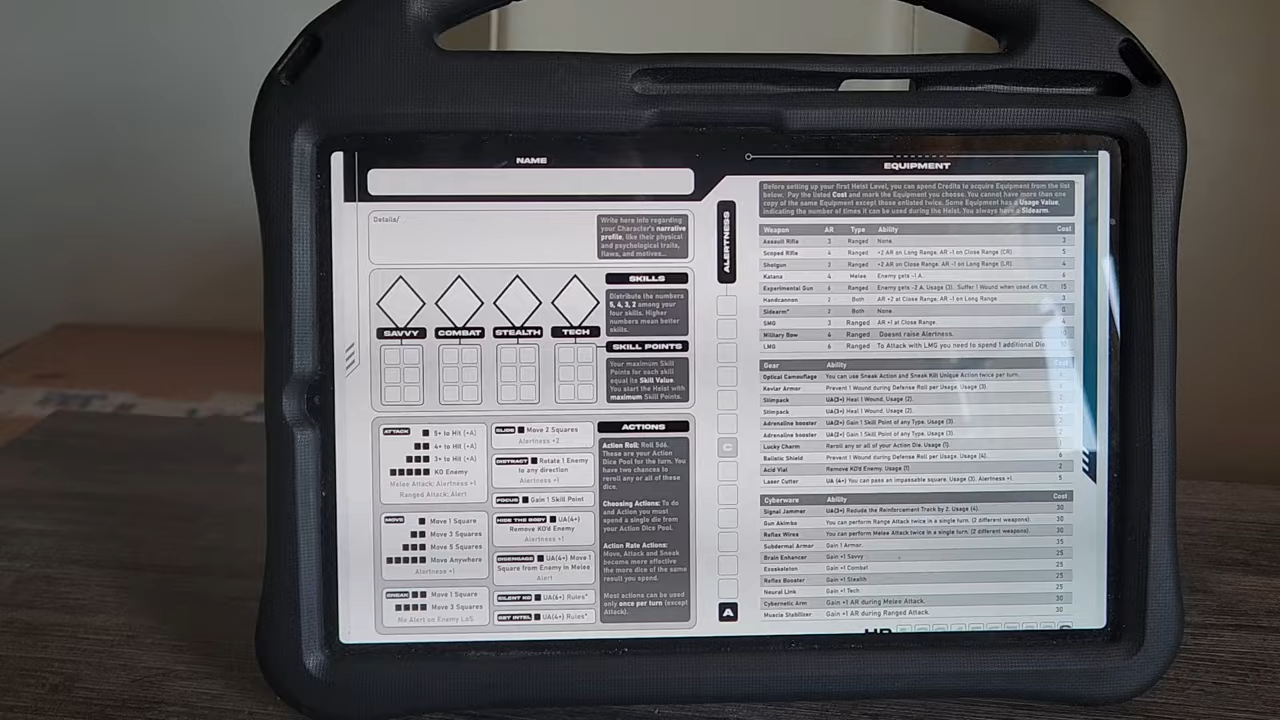 NAME
Details/
Write here info regarding
your Character's narrative
profile, like their physical
and psychological traits,
flaws, and motives...
SAVVY COMBAT STEALTH TECH
SKILLS
Distribute the numbers
5, 4, 3, 2 among your
four skills. Higher
numbers mean better
skills.
SKILL POINTS
Your maximum Skill
Points for each skill
equal its Skill Value.
You start the Heist with
maximum Skill Points.
ATTACK 5+ to Hit (+A)
4+ to Hit (+A)
3+ to Hit (+A)
KO Enemy
Melee Attack: Alertness +1
Ranged Attack: Alert
MOVE Move 1 Square
Move 3 Squares
Move 5 Squares
Move Anywhere
Alertness +1
SNEAK Move 1 Square
Move 3 Squares
No Alert on Enemy LoS
SLIDE Move 2 Squares
Alertness +2
DISTRACT Rotate 1 Enemy
to any direction
Alertness +1
FOCUS Gain 1 Skill Point
HIDE THE BODY UA(4+)
Remove KO'd Enemy
Alertness +1
DISENGAGE UA(4+) Move 1
Square from Enemy in Melee
Alert
SILENT KO UA(6+) Rules*
GET INTEL UA(4+) Rules*
ACTIONS
Action Roll: Roll 5d6.
These are your Action
Dice Pool for the turn. You
have two chances to
reroll any or all of these
dice.
Choosing Actions: To do
and Action you must
spend a single die from
your Action Dice Pool.
Action Rate Actions:
Move, Attack and Sneak
become more effective
the more dice of the same
result you spend.
Most actions can be used
only once per turn (except
Attack).
ALERTNESS
C
A
EQUIPMENT
Before setting up your first Heist Level, you can spend Credits to acquire Equipment from the list
below. Pay the listed Cost and mark the Equipment you choose. You cannot have more than one
copy of the same Equipment except those enlisted twice. Some Equipment has a Usage Value,
indicating the number of times it can be used during the Heist. You always have a Sidearm.
Weapon AR Type Ability Cost
Assault Rifle 3 Ranged None. 3
Scoped Rifle 4 Ranged +2 AR on Long Range. AR -1 on Close Range (CR). 5
Shotgun 3 Ranged +2 AR on Close Range. AR -1 on Long Range (LR). 4
Katana 4 Melee Enemy gets -1 A. 6
Experimental Gun 6 Ranged Enemy gets -2 A. Usage (3). Suffer 1 Wound when used on CR. 15
Handcannon 2 Both AR +2 at Close Range. AR -1 on Long Range 3
Sidearm* 2 Both None. 0
SMG 3 Ranged AR +1 at Close Range. 4
Military Bow 4 Ranged Doesnt raise Alertness.
LMG 6 Ranged To Attack with LMG you need to spend 1 additional Die 10
Gear Ability Cost
Optical Camouflage You can use Sneak Action and Sneak Kill Unique Action twice per turn.
Kevlar Armor Prevent 1 Wound during Defense Roll per Usage. Usage (3).
Stimpack UA(3+) Heal 1 Wound. Usage (2).
Stimpack UA(3+) Heal 1 Wound. Usage (2).
Adrenaline booster UA(2+) Gain 1 Skill Point of any Type. Usage (3).
Adrenaline booster UA(2+) Gain 1 Skill Point of any Type. Usage (3).
Lucky Charm Reroll any or all of your Action Die. Usage (1).
Balistic Shield Prevent 1 Wound during Defense Roll per Usage. Usage (4). 6
Acid Vial Remove KO'd Enemy. Usage (1) 2
Laser Cutter UA (4+) You can pass an impassable square. Usage (3). Alertness +1 5
Cyberware Ability Cost
Signal Jammer UA(3+) Redude the Reinforcement Track by 2. Usage (4). 30
Gun Akimbo You can perform Range Attack twice in a single turn. (2 different weapons). 30
Reflex Wires You can perform Melee Attack twice in a single turn. (2 different weapons). 30
Subdermal Armor Gain 1 Armor. 35
Brain Enhancer Gain +1 Savvy 25
Exoskeleton Gain +1 Combat 25
Reflex Booster Gain +1 Stealth 25
Neural Link Gain +1 Tech 25
Cybernetic Arm Gain +1 AR during Melee Attack. 30
Muscle Stabilizer Gain +1 AR during Ranged Attack. 30
HP